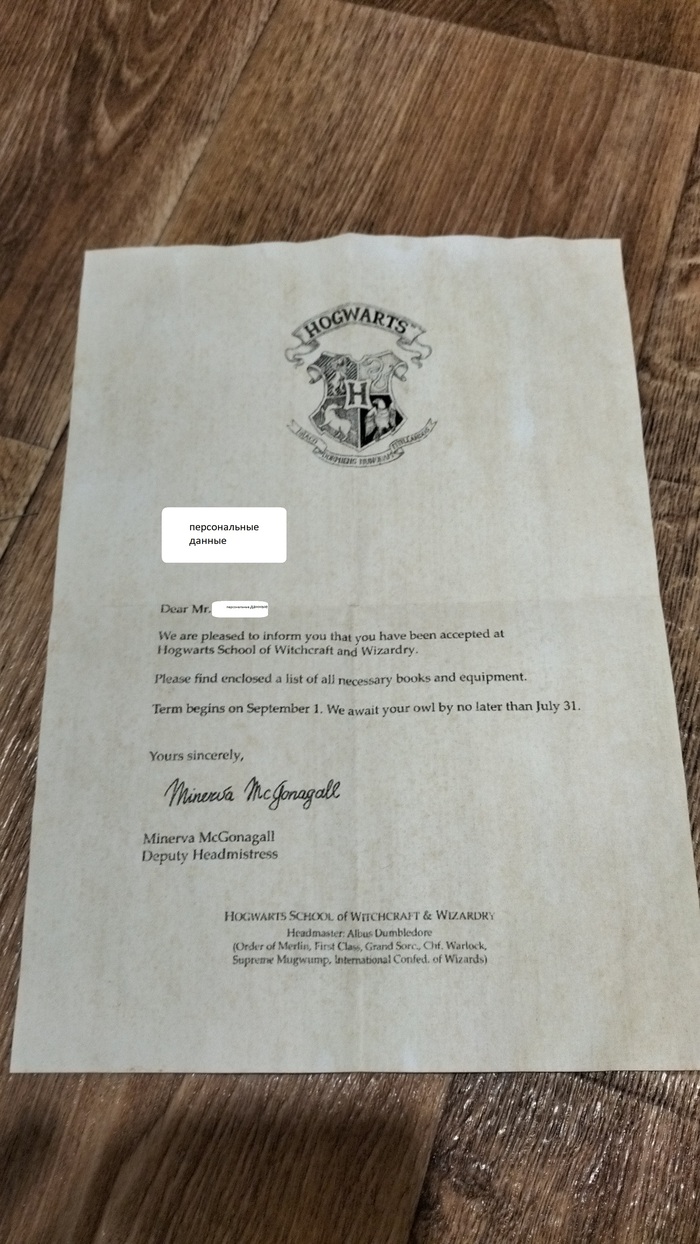 HOGWARTS
H
персональные
данные
Dear Mr.
We are pleased to inform you that you have been accepted at
Hogwarts School of Witchcraft and Wizardry.
Please find enclosed a list of all necessary books and equipment.
Term begins on September 1. We await your owl by no later than July 31.
Yours sincerely,
Minerva McGonagall
Minerva McGonagall
Deputy Headmistress
HOGWARTS SCHOOL of WITCHCRAFT & WIZARDRY
Headmaster: Albus Dumbledore
(Order of Merlin, First Class, Grand Sorc., Chf. Warlock,
Supreme Mugwump, International Confed. of Wizards)